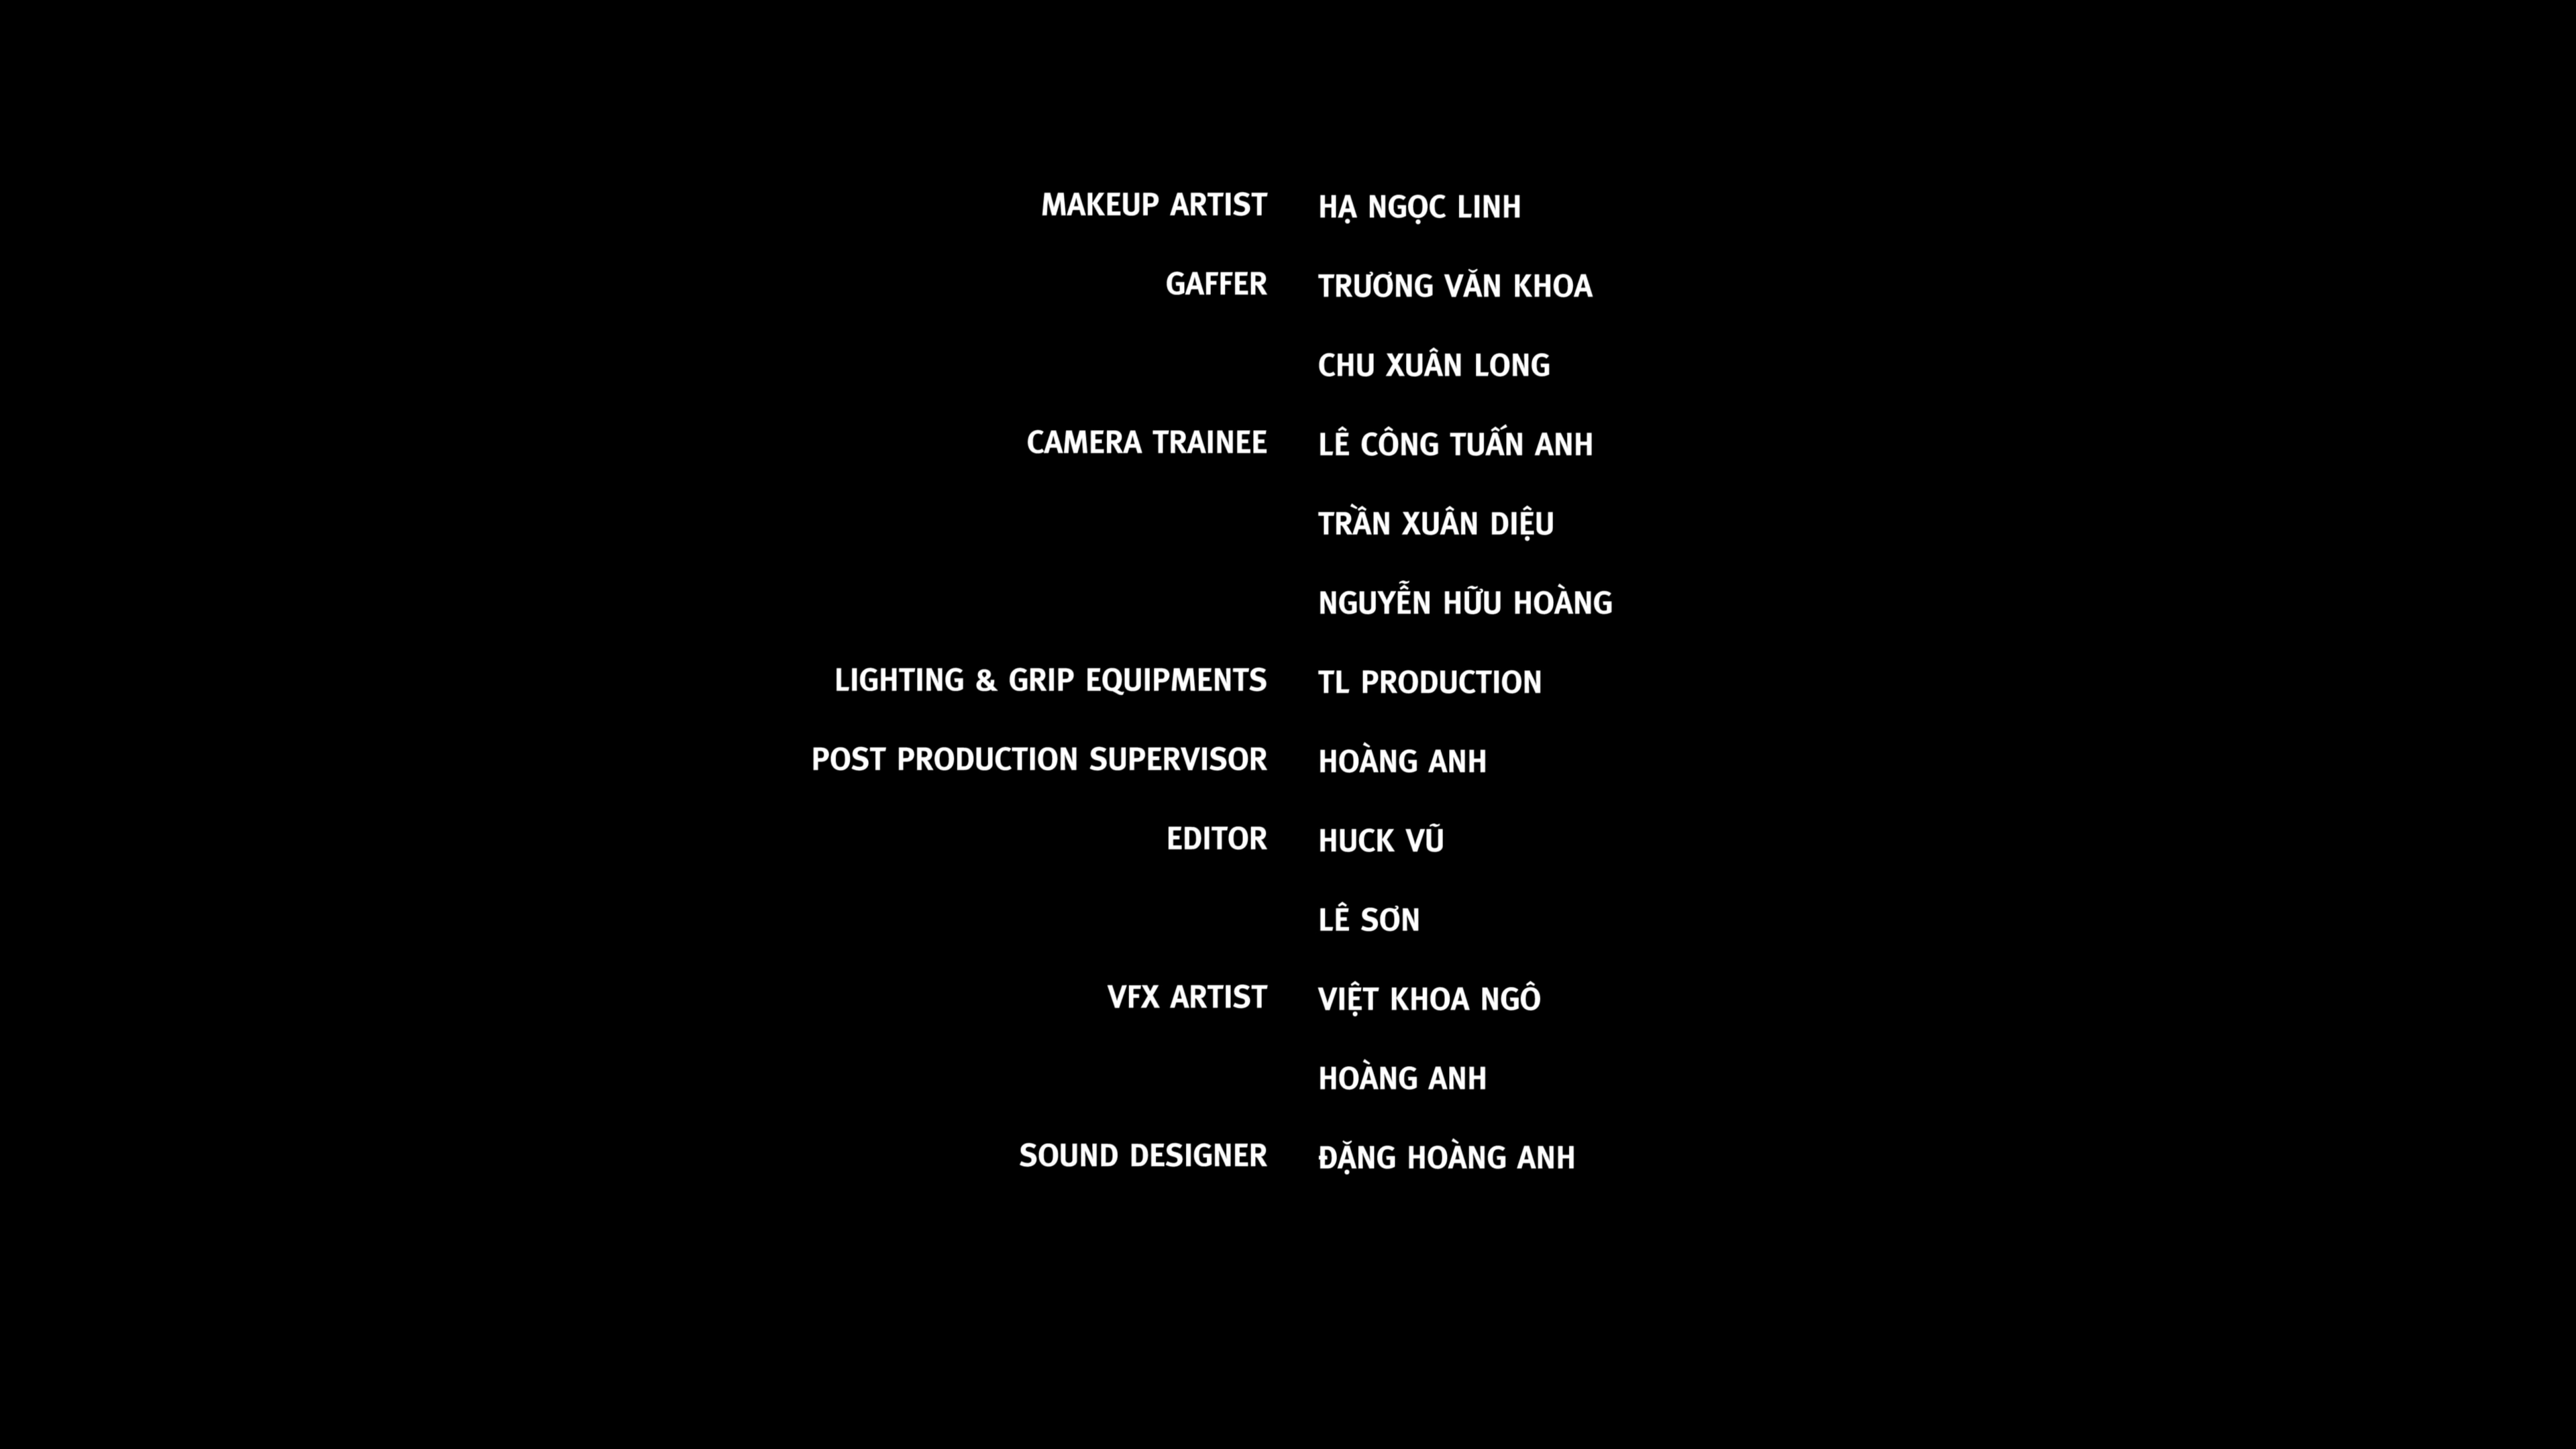 MAKEUP ARTIST HẠ NGỌC LINH
GAFFER TRƯƠNG VĂN KHOA
CHU XUÂN LONG
CAMERA TRAINEE LÊ CÔNG TUẤN ANH
TRẦN XUÂN DIỆU
NGUYỄN HỮU HOÀNG
LIGHTING & GRIP EQUIPMENTS TL PRODUCTION
POST PRODUCTION SUPERVISOR HOÀNG ANH
EDITOR HUCK VŨ
LÊ SƠN
VFX ARTIST VIỆT KHOA NGÔ
HOÀNG ANH
SOUND DESIGNER ĐẶNG HOÀNG ANH